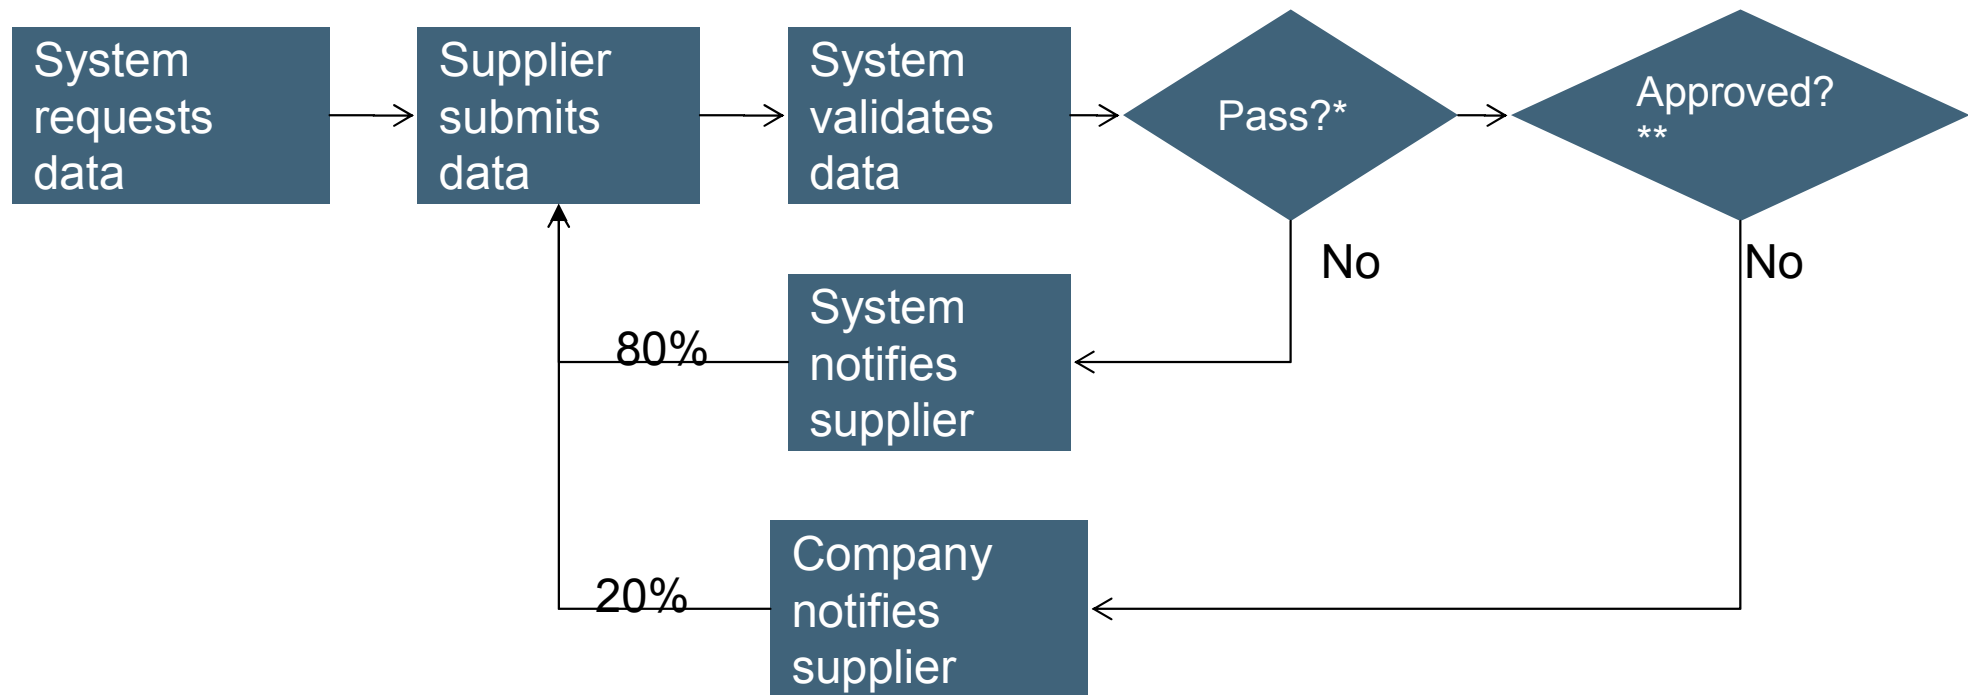 System
requests
data
Supplier
submits
data
System
validates
data
Pass?*
Approved?
**
No
No
System
notifies
supplier
80%
Company
notifies
supplier
20%